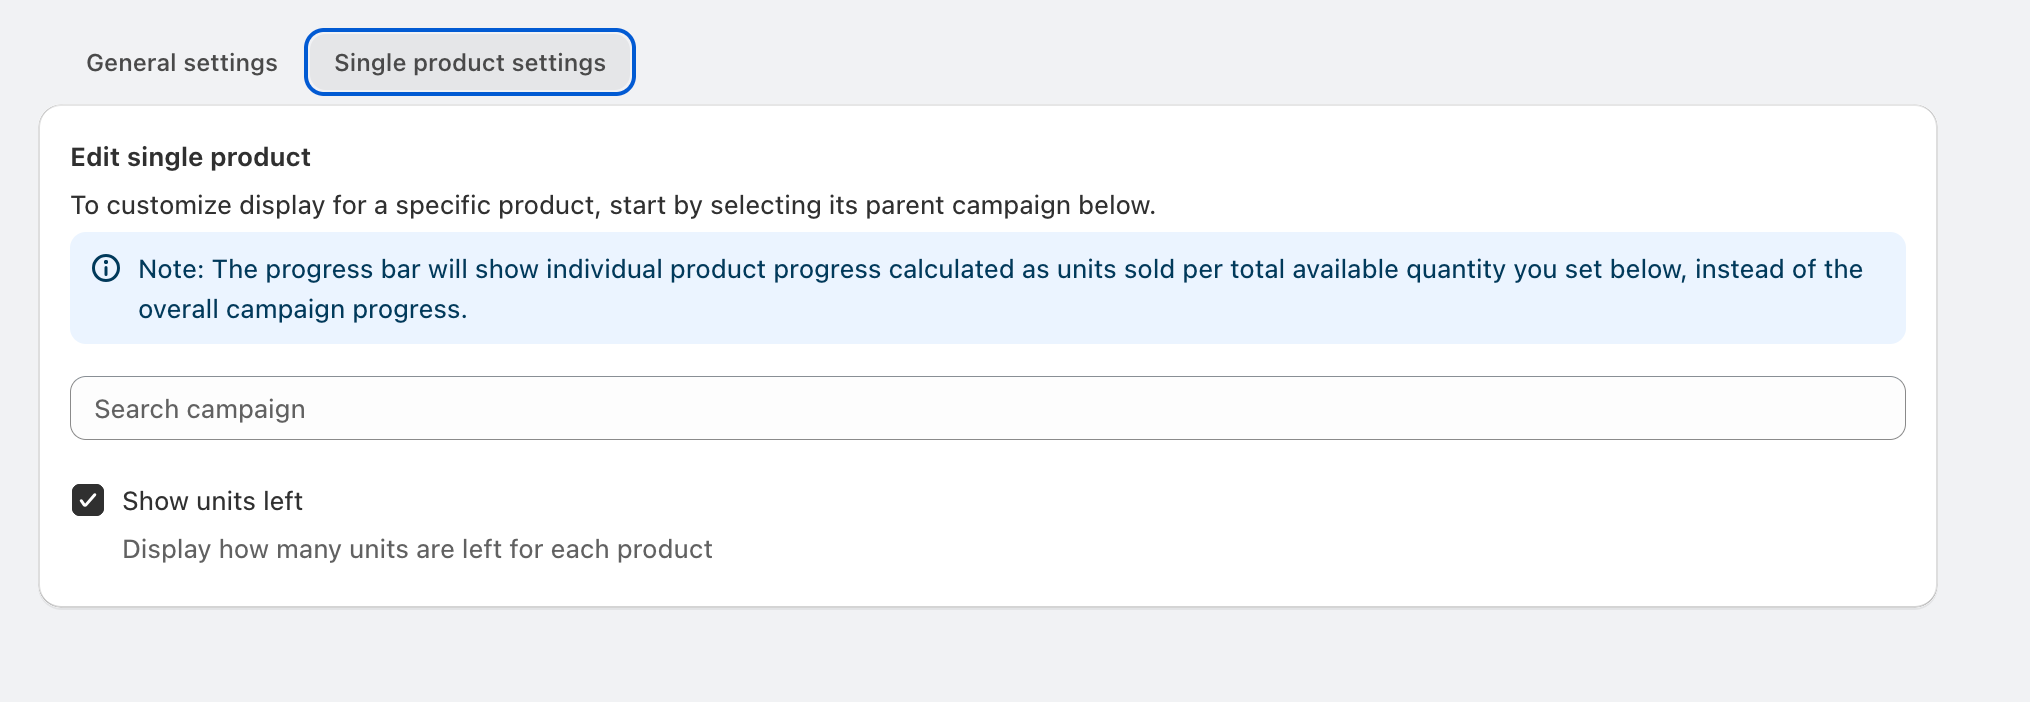 General settings
Single product settings
Edit single product
To customize display for a specific product, start by selecting its parent campaign below.
Note: The progress bar will show individual product progress calculated as units sold per total available quantity you set below, instead of the
overall campaign progress.
Search campaign
Show units left
Display how many units are left for each product